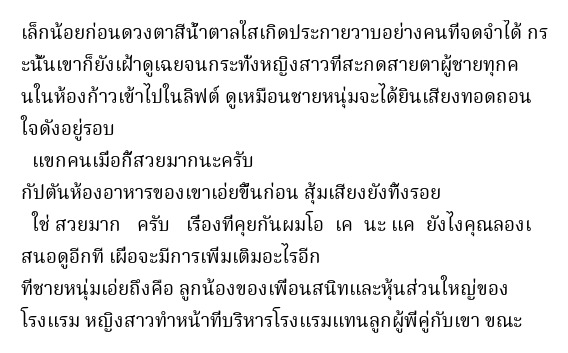 เล็กน้อยก่อนดวงตาสีน้ำตาลใสเกิดประกายวาบอย่างคนที่จดจำได้ กร
ะนั้นเขาก็ยังเฝ้าดูเฉยจนกระทั่งหญิงสาวที่สะกดสายตาผู้ชายทุกค
นในห้องก้าวเข้าไปในลิฟต์ ดูเหมือนชายหนุ่มจะได้ยินเสียงทอดถอน
ใจดังอยู่รอบ
แขกคนเมื่อกี้สวยมากนะครับ
กัปตันห้องอาหารของเขาเอ่ยขึ้นก่อน สุ้มเสียงยังทิ้งรอย
ใช่ สวยมาก ครับ เรื่องที่คุยกันผมโอ เค นะ แค ยังไงคุณลองเ
สนอดูอีกที เผื่อจะมีการเพิ่มเติมอะไรอีก
ที่ชายหนุ่มเอ่ยถึงคือ ลูกน้องของเพื่อนสนิทและหุ้นส่วนใหญ่ของ
โรงแรม หญิงสาวทำหน้าที่บริหารโรงแรมแทนลูกผู้พี่คู่กับเขา ขณะ